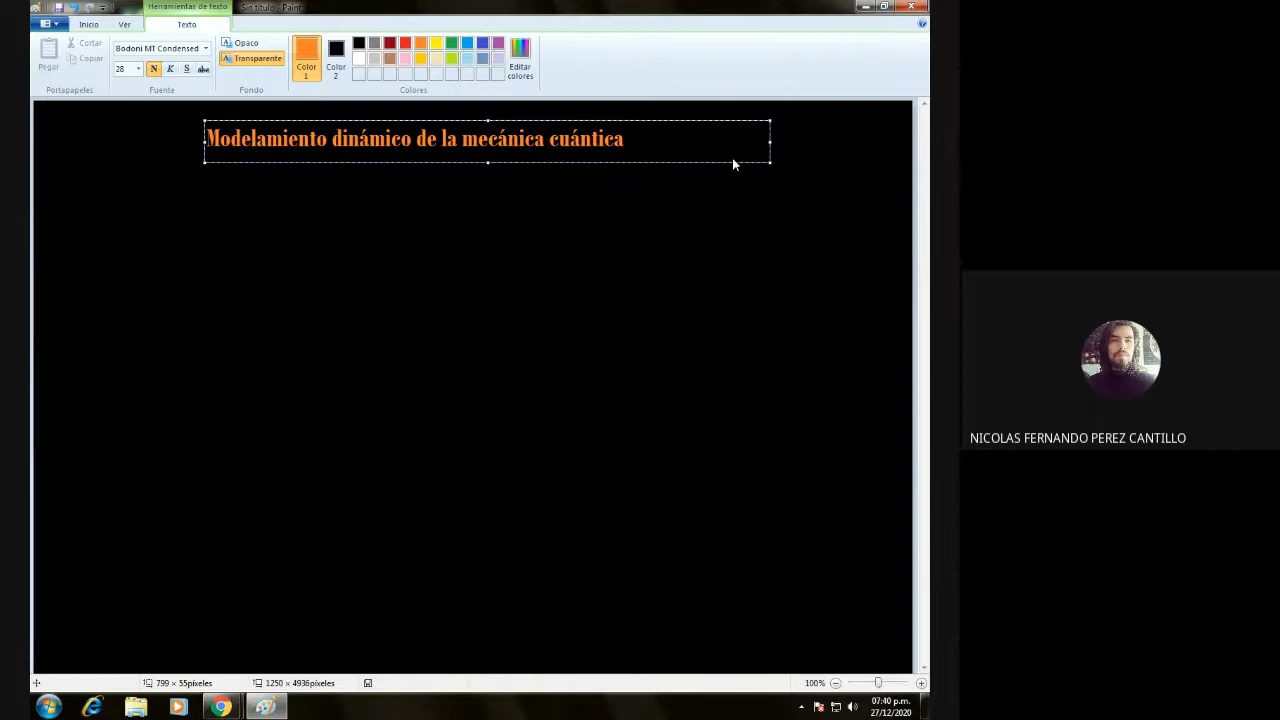 Herramientas de texto
Sin título - Paint
Inicio
Ver
Texto
Pegar
Cortar
Copiar
Portapapeles
Bodoni MT Condensed
28
N
K
S
abc
Fuente
Opaco
Transparente
Fondo
Color
1
Color
2
Editar
colores
Colores
Modelamiento dinámico de la mecánica cuántica
NICOLAS FERNANDO PEREZ CANTILLO
799 × 55píxeles
1250 × 4936píxeles
100%
07:40 p.m.
27/12/2020